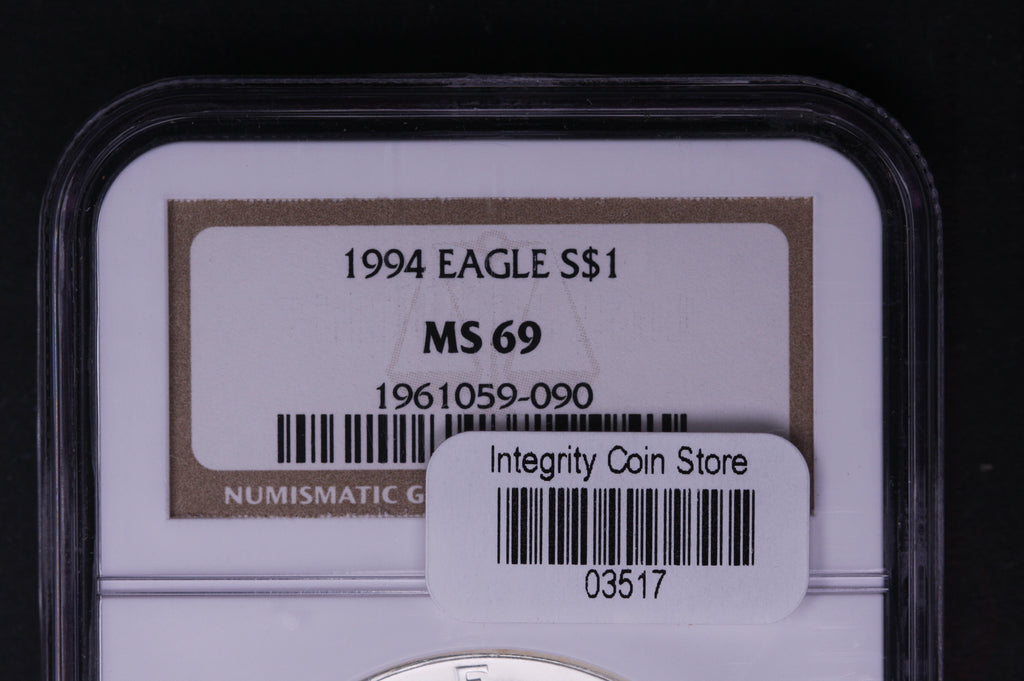 1994 EAGLE S$1
MS 69
1961059-090
NUMISMATIC G
Integrity Coin Store
03517
E